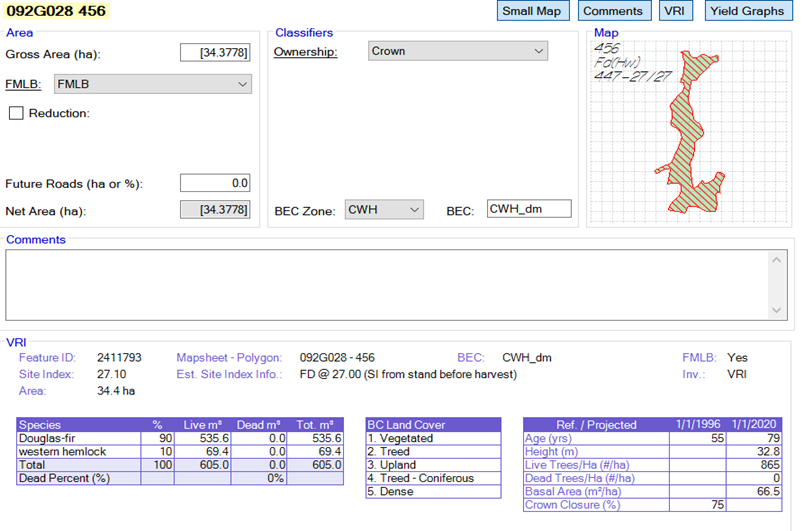 092G028 456
Small Map Comments VRI Yield Graphs
Area
Gross Area (ha): [34.3778]
FMLB: FMLB
Reduction:
Future Roads (ha or %): 0.0
Net Area (ha): [34.3778]
Classifiers
Ownership: Crown
BEC Zone: CWH BEC: CWH_dm
Map
456
Fd(Hw)
447-27/27
Comments
VRI
Feature ID: 2411793 Mapsheet - Polygon: 092G028 - 456 BEC: CWH_dm FMLB: Yes
Site Index: 27.10 Est. Site Index Info.: FD @ 27.00 (SI from stand before harvest) Inv.: VRI
Area: 34.4 ha
Species % Live m³ Dead m³ Tot. m³
Douglas-fir 90 535.6 0.0 535.6
western hemlock 10 69.4 0.0 69.4
Total 100 605.0 0.0 605.0
Dead Percent (%) 0%
BC Land Cover
1. Vegetated
2. Treed
3. Upland
4. Treed - Coniferous
5. Dense
Ref. / Projected 1/1/1996 1/1/2020
Age (yrs) 55 79
Height (m) 32.8
Live Trees/Ha (#/ha) 865
Dead Trees/Ha (#/ha) 0
Basal Area (m²/ha) 66.5
Crown Closure (%) 75